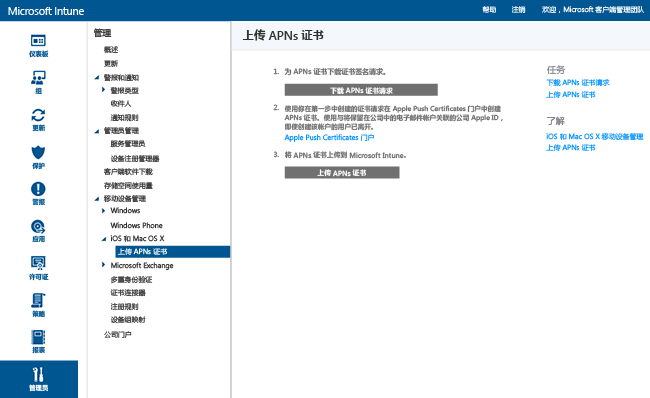 Microsoft Intune
帮助 注销 欢迎，Microsoft 客户端管理团队
仪表板
组
更新
保护
警报
应用
许可证
策略
报表
管理员
管理
概述
更新
警报和通知
警报类型
收件人
通知规则
管理员管理
服务管理员
设备注册管理器
客户端软件下载
存储空间使用量
移动设备管理
Windows
Windows Phone
iOS 和 Mac OS X
上传 APNs 证书
Microsoft Exchange
多重身份验证
证书连接器
注册规则
设备组映射
公司门户
上传 APNs 证书
1. 为 APNs 证书下载证书签名请求。
下载 APNs 证书请求
2. 使用你在第一步中创建的证书请求在 Apple Push Certificates 门户中创建
APNs 证书。使用与将保留在公司中的电子邮件帐户关联的公司 Apple ID，
即使创建该帐户的用户已离开。
Apple Push Certificates 门户
3. 将 APNs 证书上传到 Microsoft Intune。
上传 APNs 证书
任务
下载 APNs 证书请求
上传 APNs 证书
了解
iOS 和 Mac OS X 移动设备管理
上传 APNs 证书